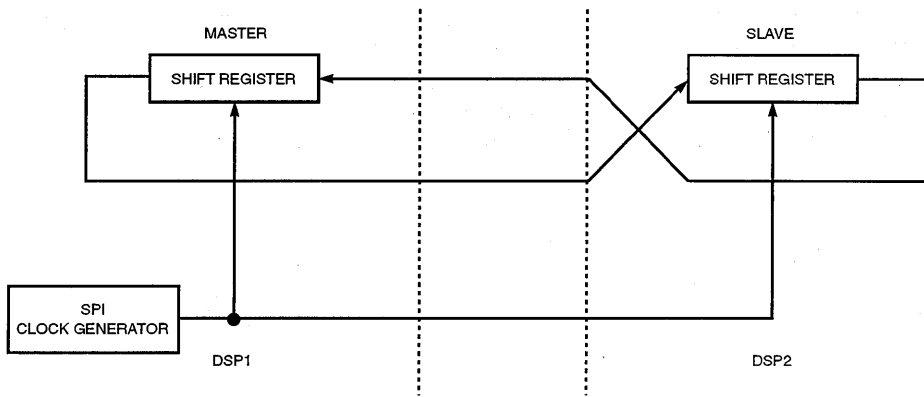 MASTER
SLAVE
SHIFT REGISTER
SHIFT REGISTER
SPI
CLOCK GENERATOR
DSP1
DSP2